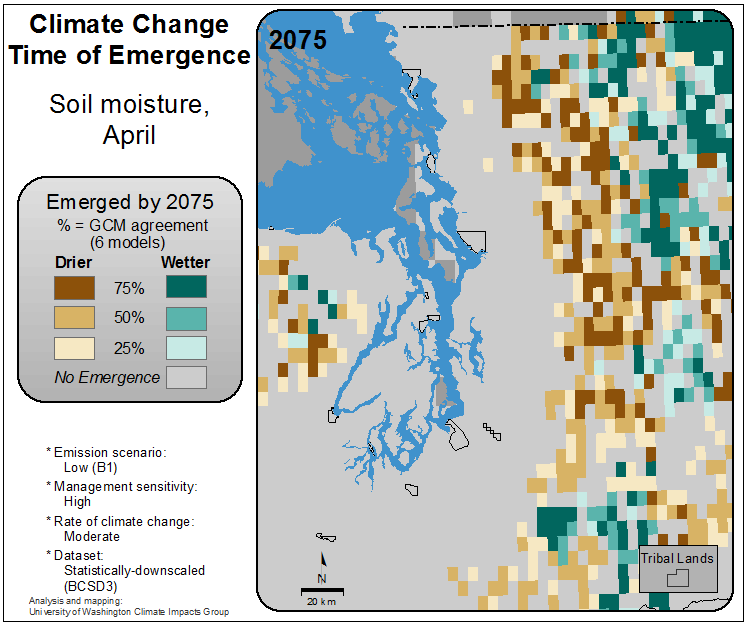 Climate Change
Time of Emergence
Soil moisture,
April
Emerged by 2075
% = GCM agreement
(6 models)
Drier
Wetter
75%
50%
25%
No Emergence
* Emission scenario:
Low (B1)
* Management sensitivity:
High
* Rate of climate change:
Moderate
* Dataset:
Statistically-downscaled
(BCSD3)
Analysis and mapping:
University of Washington Climate Impacts Group
2075
N
20 km
Tribal Lands